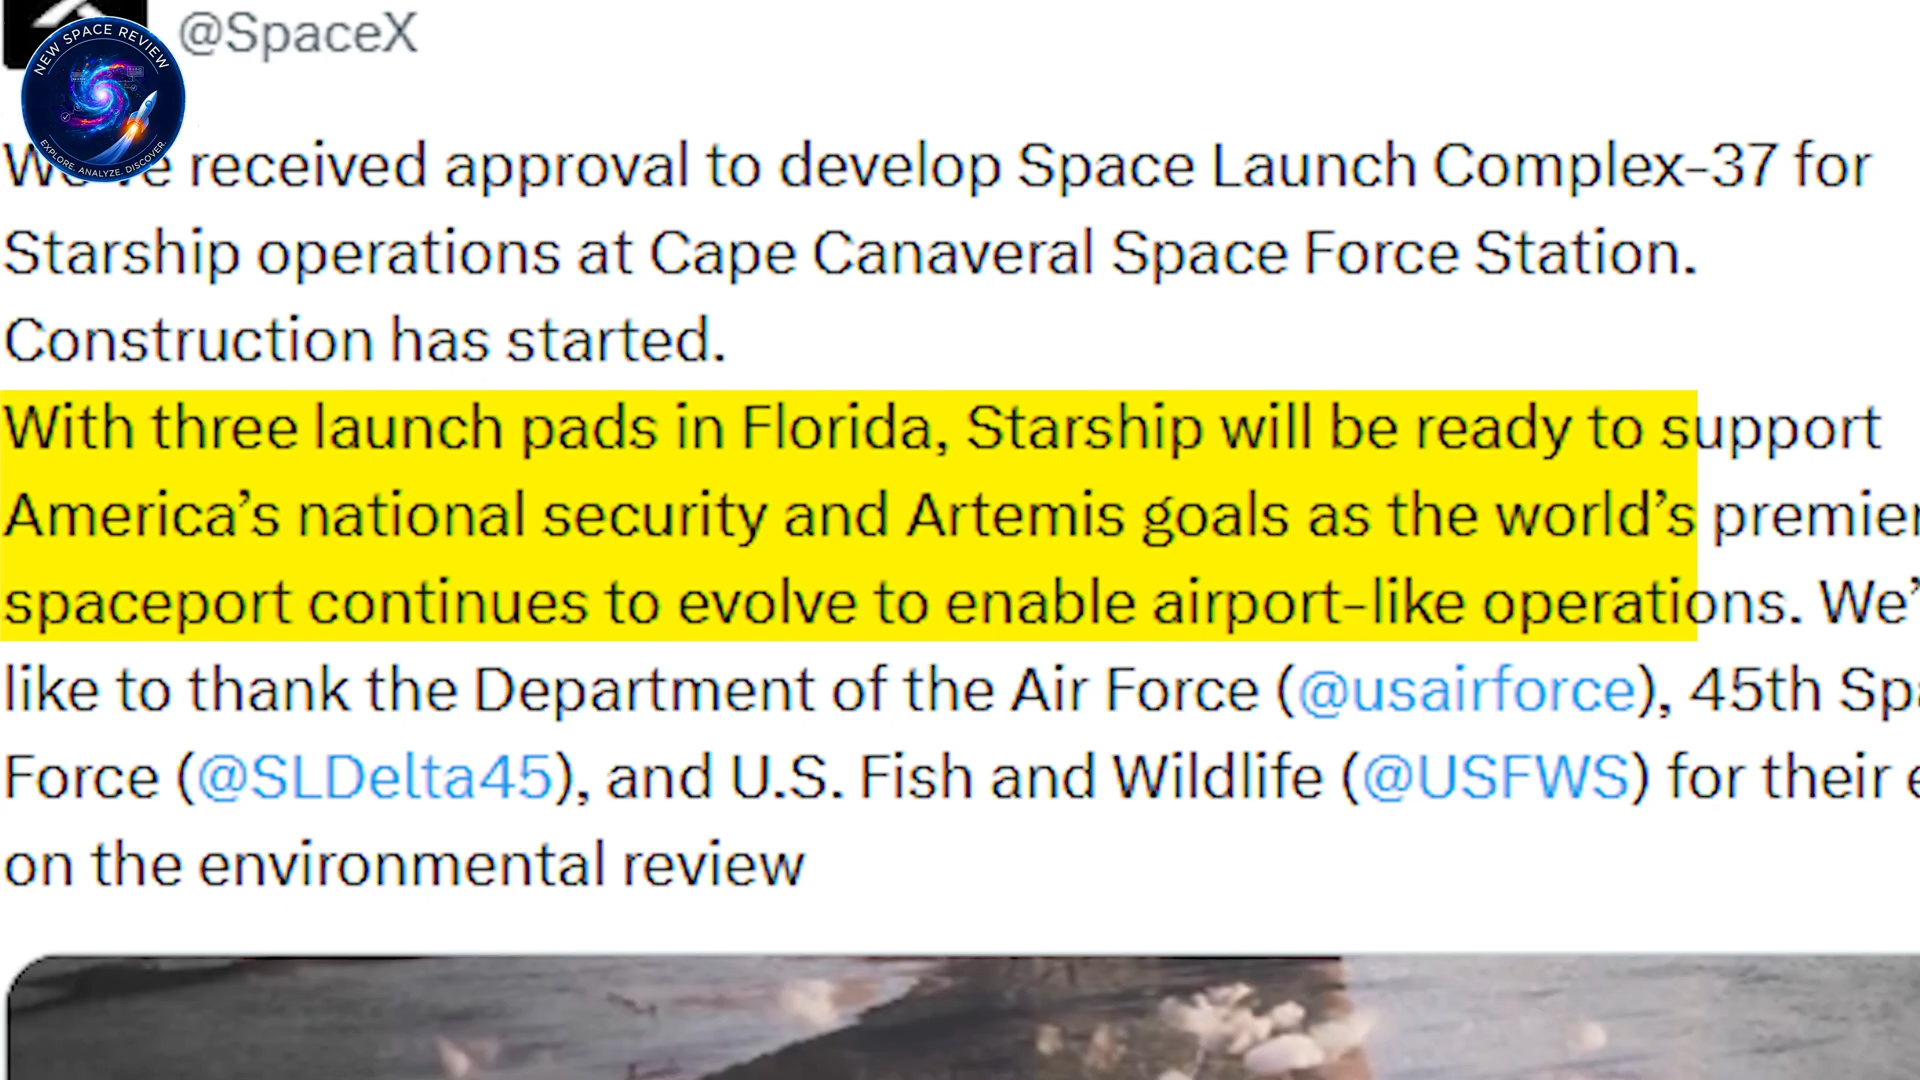 @SpaceX
NEW SPACE REVIEW
EXPLORE. ANALYZE. DISCOVER.
received approval to develop Space Launch Complex-37 for
Starship operations at Cape Canaveral Space Force Station.
Construction has started.
With three launch pads in Florida, Starship will be ready to support
America's national security and Artemis goals as the world's premier
spaceport continues to evolve to enable airport-like operations. We'
like to thank the Department of the Air Force (@usairforce), 45th
Force (@SLDelta45), and U.S. Fish and Wildlife (@USFWS) for their
on the environmental review